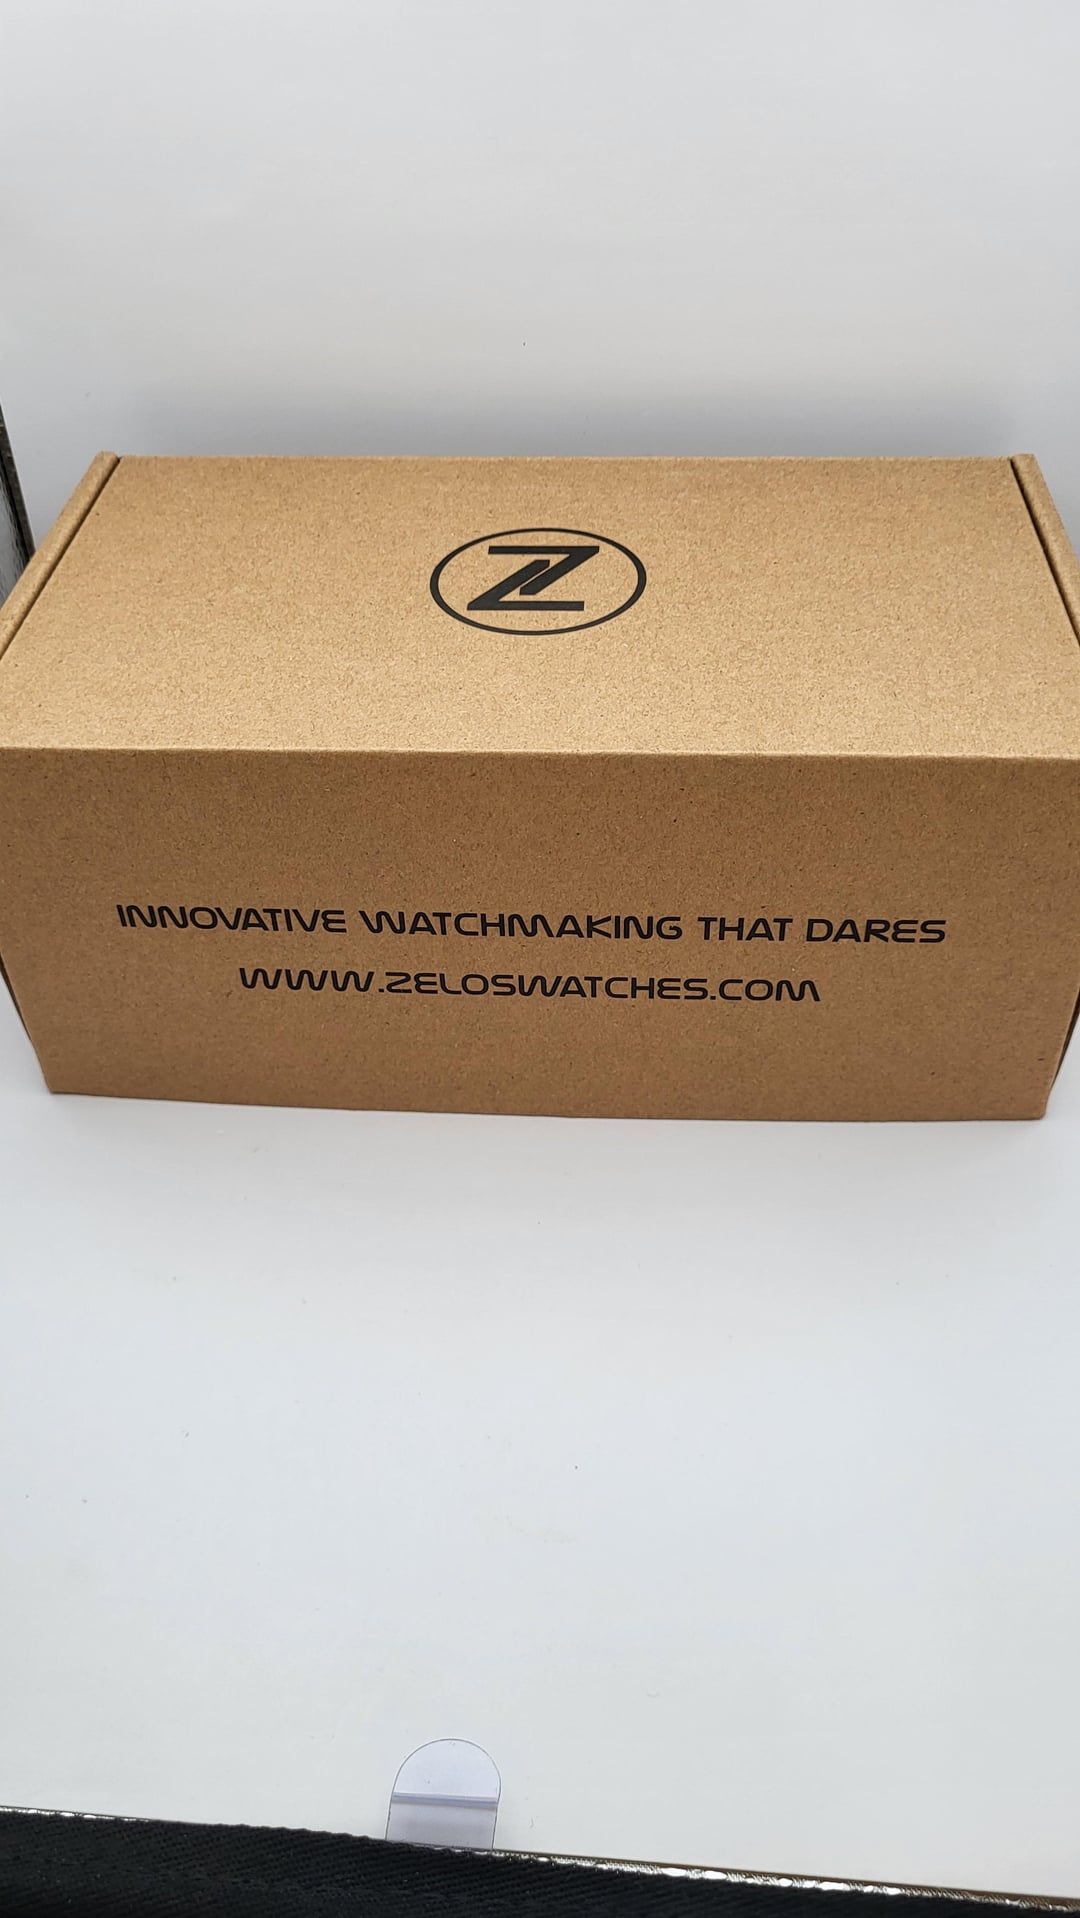 Z
INNOVATIVE WATCHMAKING THAT DARES
WWW.ZELOSWATCHES.COM